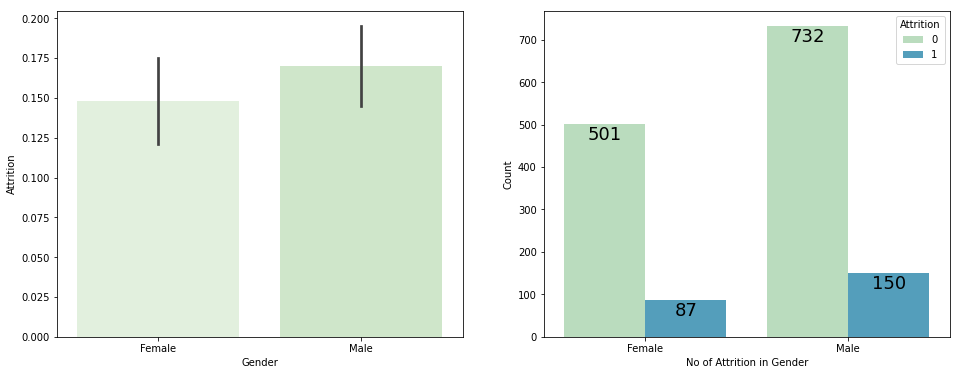 0.200
0.175
0.150
0.125
0.100
0.075
0.050
0.025
0.000
Attrition
Female
Male
Gender
700
600
500
400
300
200
100
0
Count
Attrition
0
1
501
87
732
150
Female
Male
No of Attrition in Gender